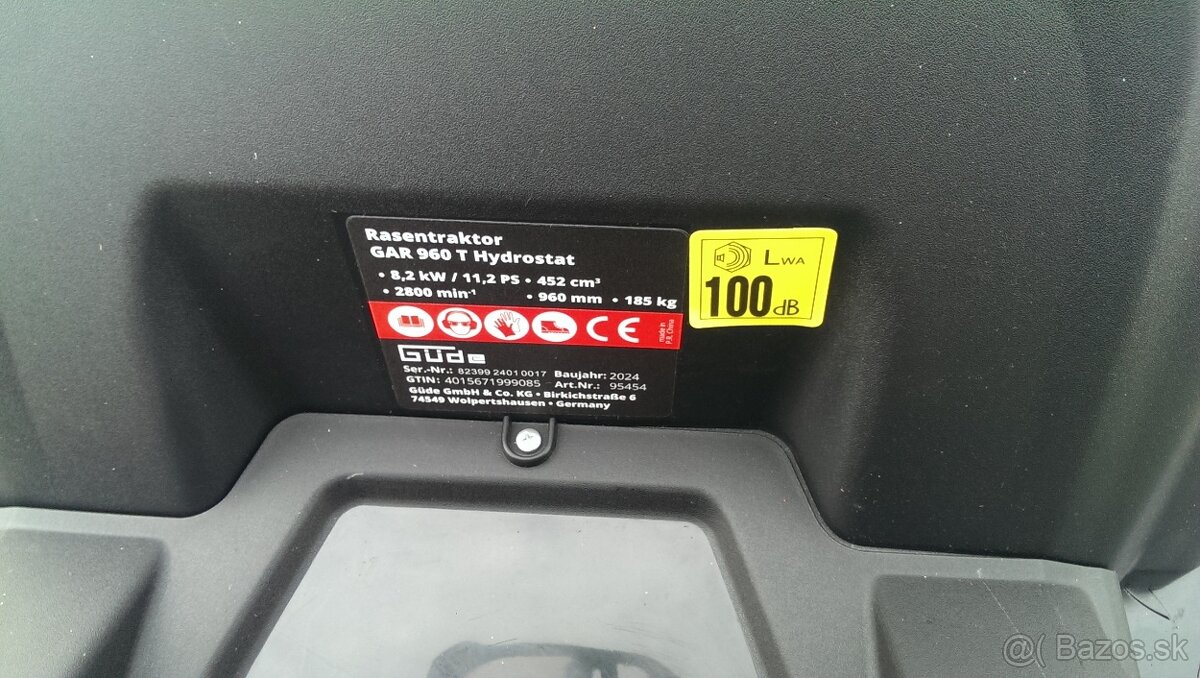 Rasentraktor
GAR 960 T Hydrostat
• 8,2 kW / 11,2 PS • 452 cm³
• 2800 min⁻¹ • 960 mm • 185 kg
CE
made in
P.R. China
Güde
Ser.-Nr.: 82399 2401 0017 Baujahr: 2024
GTIN: 4015671999085 Art.Nr.: 95454
Güde GmbH & Co. KG • Birkichstraße 6
74549 Wolpertshausen • Germany
LWA
100dB
@( Bazos.sk